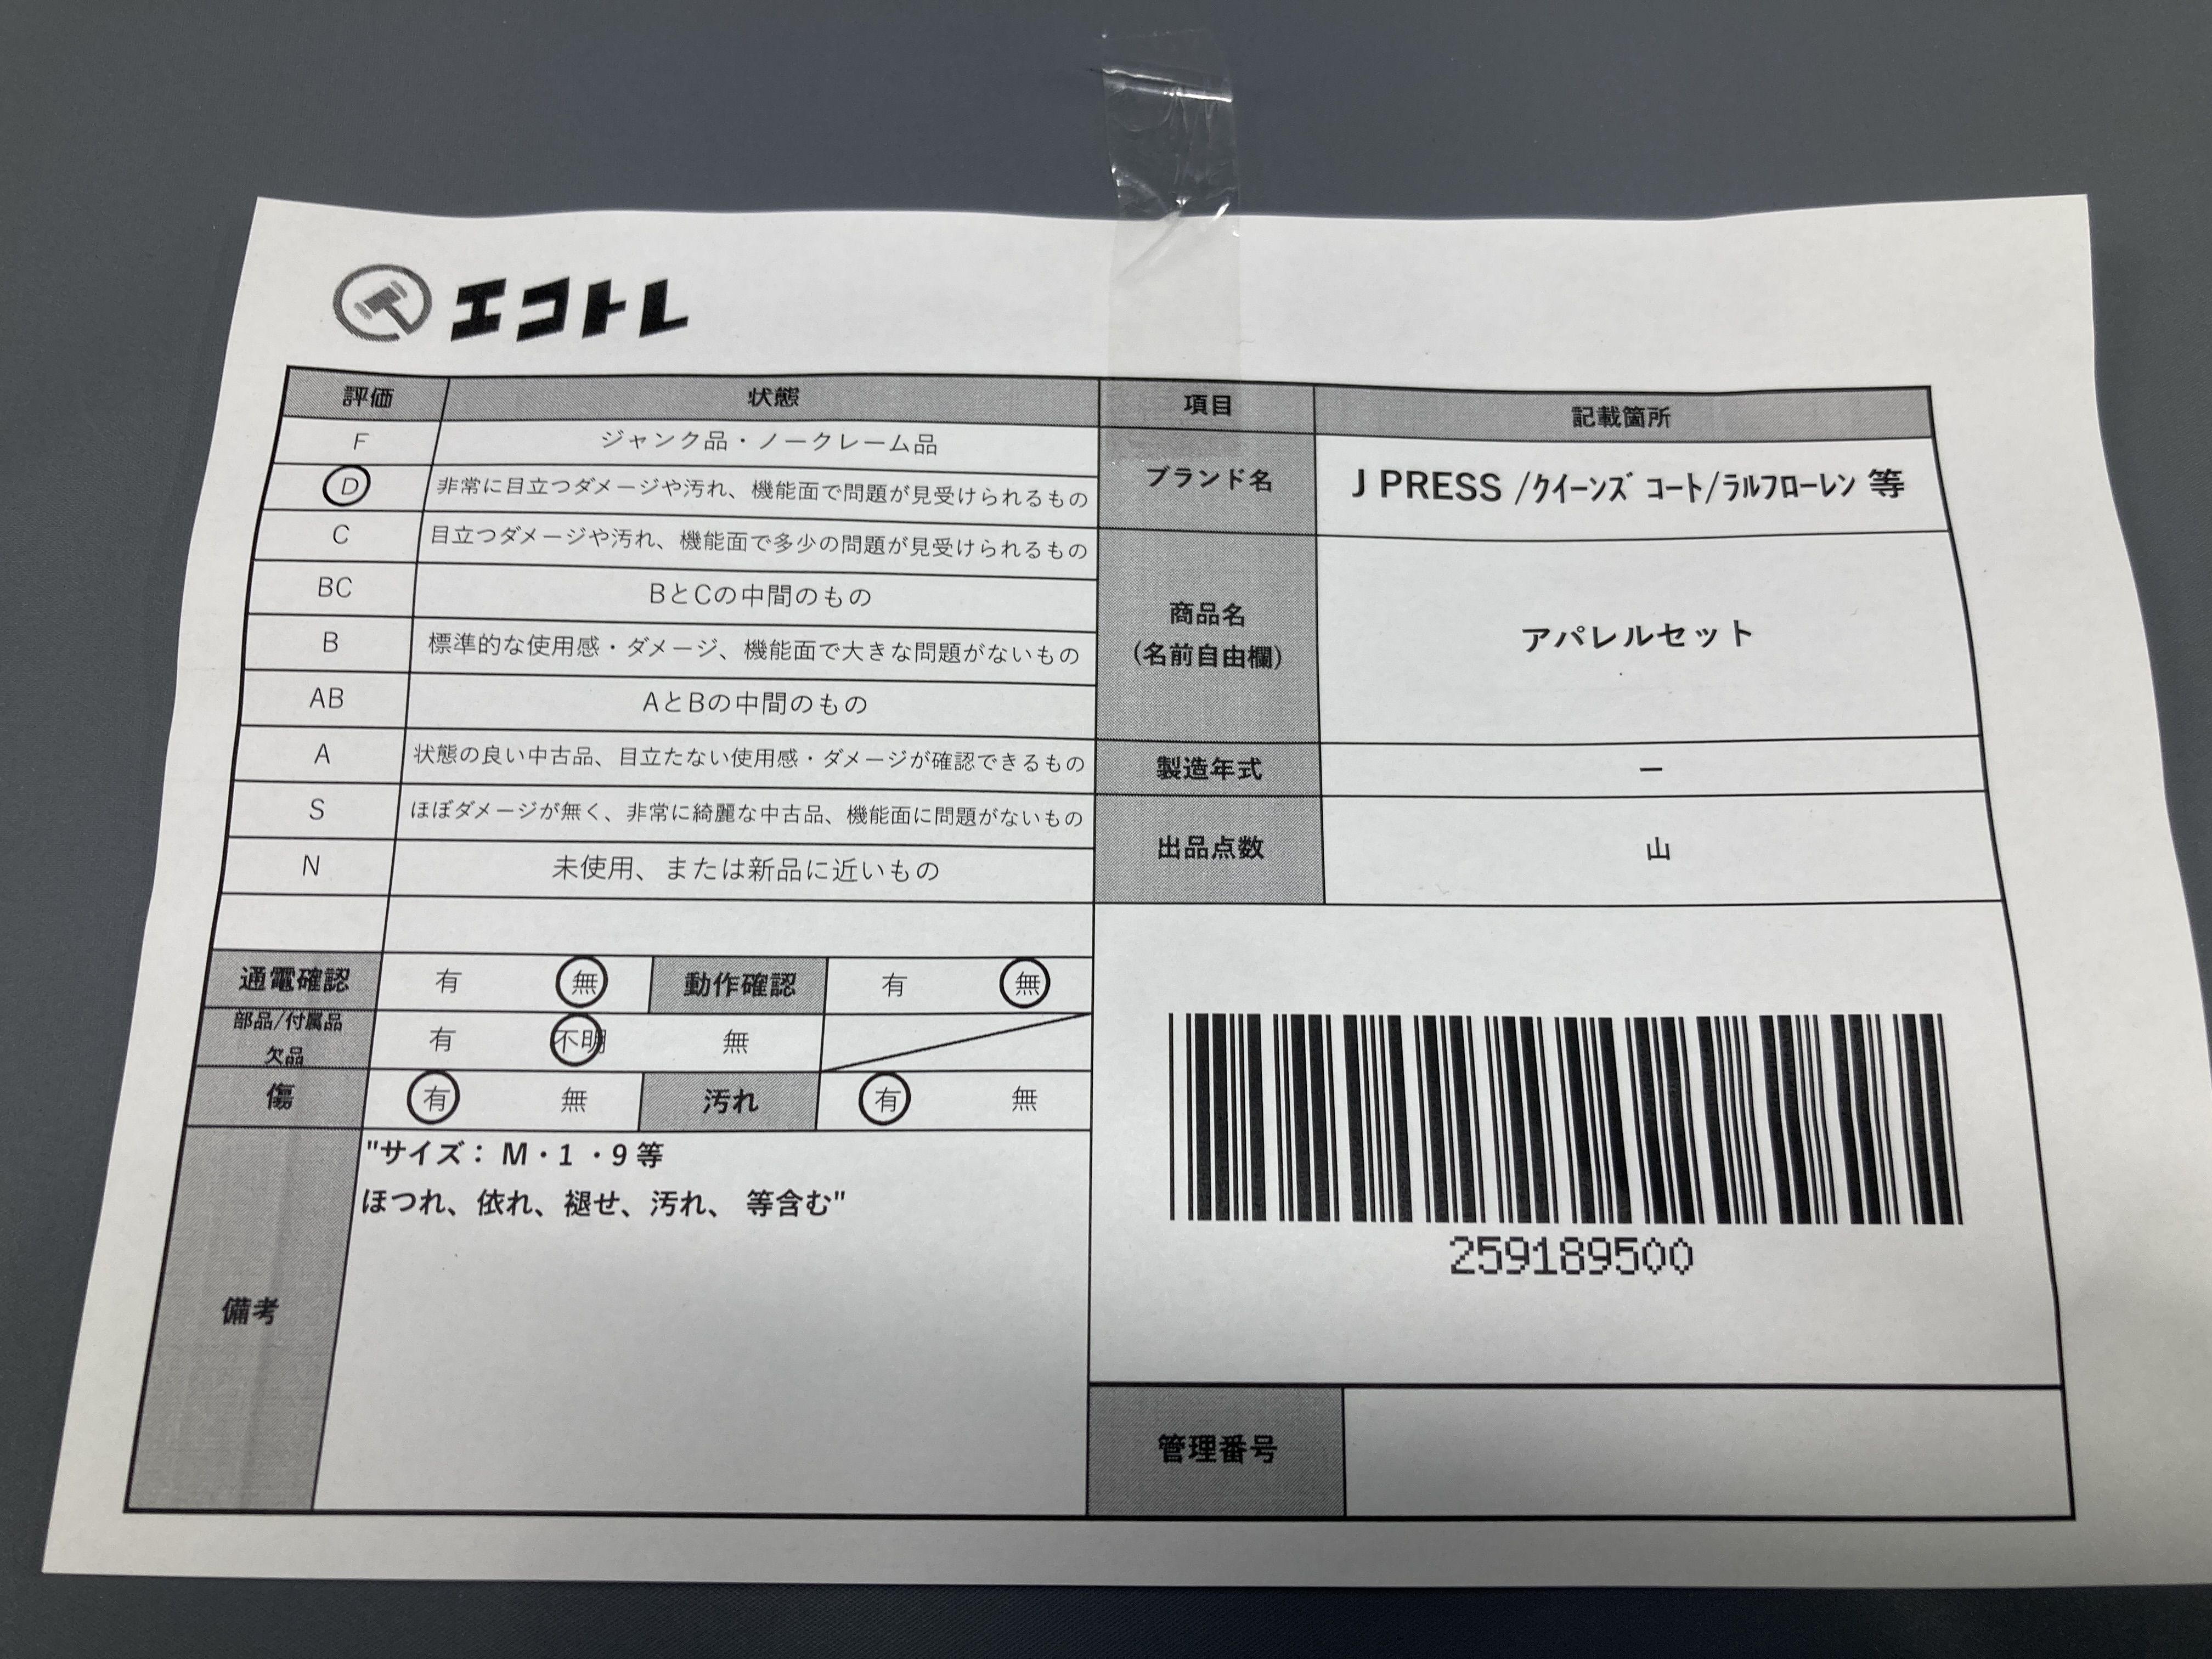 エコトレ
評価 状態 項目 記載箇所
F ジャンク品・ノークレーム品
D 非常に目立つダメージや汚れ、機能面で問題が見受けられるもの
ブランド名 J PRESS /クイーンズ コート/ラルフローレン 等
C 目立つダメージや汚れ、機能面で多少の問題が見受けられるもの
BC BとCの中間のもの
商品名
(名前自由欄)
アパレルセット
B 標準的な使用感・ダメージ、機能面で大きな問題がないもの
AB AとBの中間のもの
A 状態の良い中古品、目立たない使用感・ダメージが確認できるもの
製造年式 ー
S ほぼダメージが無く、非常に綺麗な中古品、機能面に問題がないもの
出品点数 山
N 未使用、または新品に近いもの
通電確認 有 無 動作確認 有 無
部品/付属品
欠品
有 不明 無
傷 有 無 汚れ 有 無
備考
"サイズ： M・1 ・9 等
ほつれ、依れ、褪せ、汚れ、 等含む"
259189500
管理番号